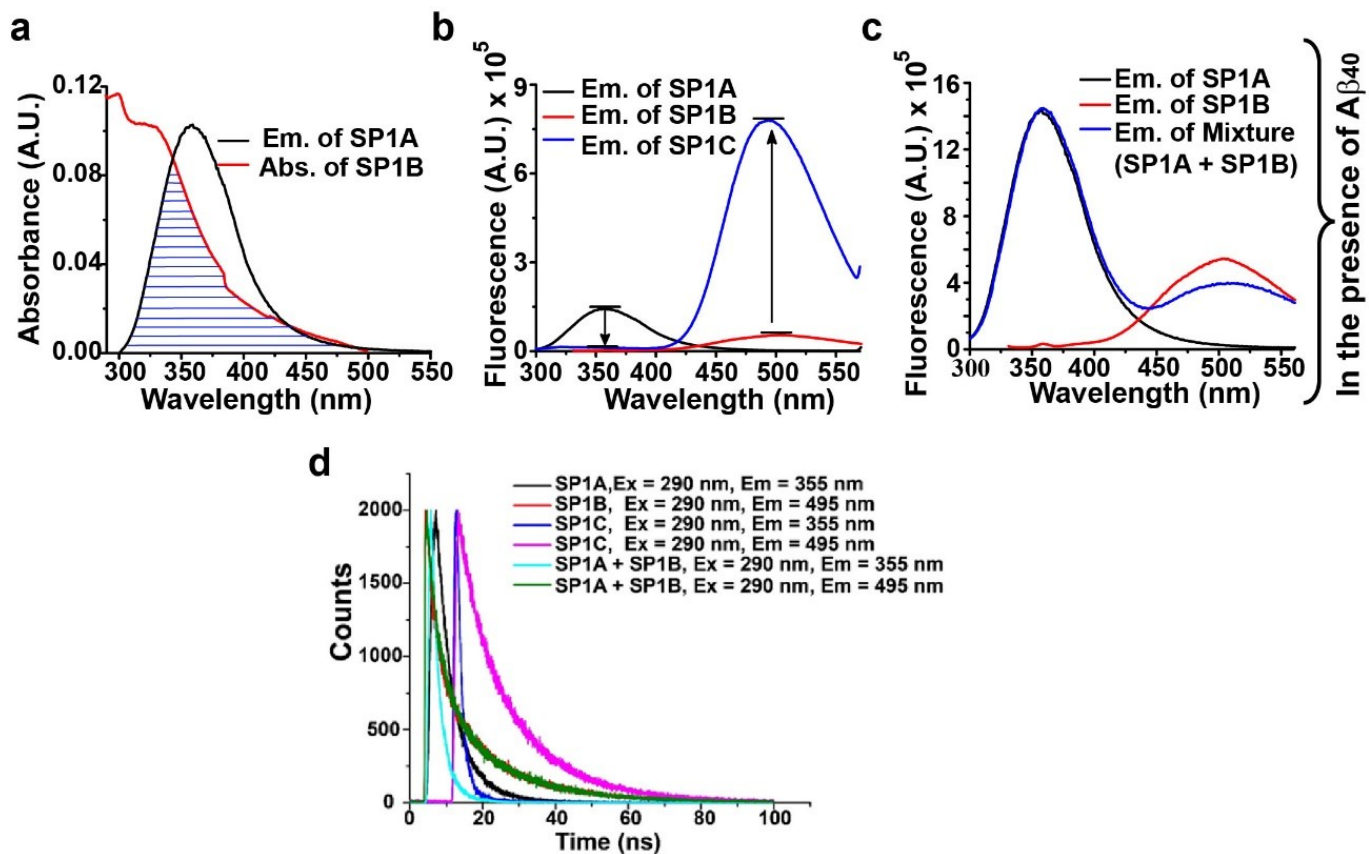 a
0.12
0.08
0.04
0.00
Absorbance (A.U.)
300 350 400 450 500 550
Wavelength (nm)
Em. of SP1A
Abs. of SP1B
b
9
6
3
0
Fluorescence (A.U.) x 10⁵
300 350 400 450 500 550
Wavelength (nm)
Em. of SP1A
Em. of SP1B
Em. of SP1C
c
16
12
8
4
0
Fluorescence (A.U.) x 10⁵
300 350 400 450 500 550
Wavelength (nm)
Em. of SP1A
Em. of SP1B
Em. of Mixture
(SP1A + SP1B)
In the presence of Aβ₄₀
d
2000
1500
1000
500
0
Counts
0 20 40 60 80 100
Time (ns)
SP1A,Ex = 290 nm, Em = 355 nm
SP1B, Ex = 290 nm, Em = 495 nm
SP1C, Ex = 290 nm, Em = 355 nm
SP1C, Ex = 290 nm, Em = 495 nm
SP1A + SP1B, Ex = 290 nm, Em = 355 nm
SP1A + SP1B, Ex = 290 nm, Em = 495 nm